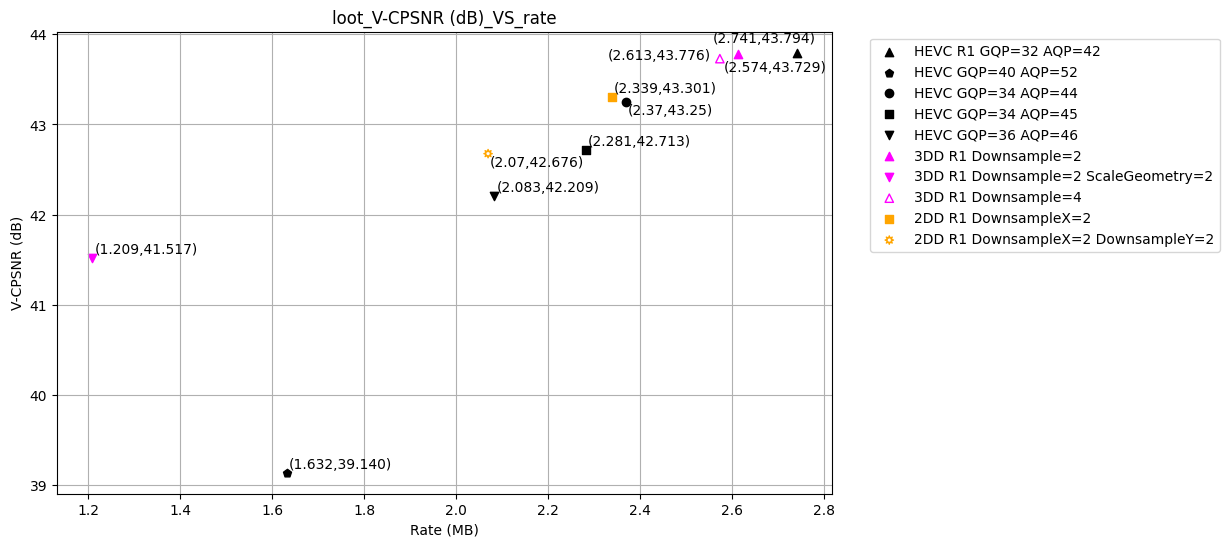 loot_V-CPSNR (dB)_VS_rate
44
43
42
41
40
39
V-CPSNR (dB)
(2.741,43.794)
(2.613,43.776)
(2.574,43.729)
(2.339,43.301)
(2.37,43.25)
(2.281,42.713)
(2.07,42.676)
(2.083,42.209)
(1.209,41.517)
(1.632,39.140)
1.2
1.4
1.6
1.8
2.0
2.2
2.4
2.6
2.8
Rate (MB)
HEVC R1 GQP=32 AQP=42
HEVC GQP=40 AQP=52
HEVC GQP=34 AQP=44
HEVC GQP=34 AQP=45
HEVC GQP=36 AQP=46
3DD R1 Downsample=2
3DD R1 Downsample=2 ScaleGeometry=2
3DD R1 Downsample=4
2DD R1 DownsampleX=2
2DD R1 DownsampleX=2 DownsampleY=2